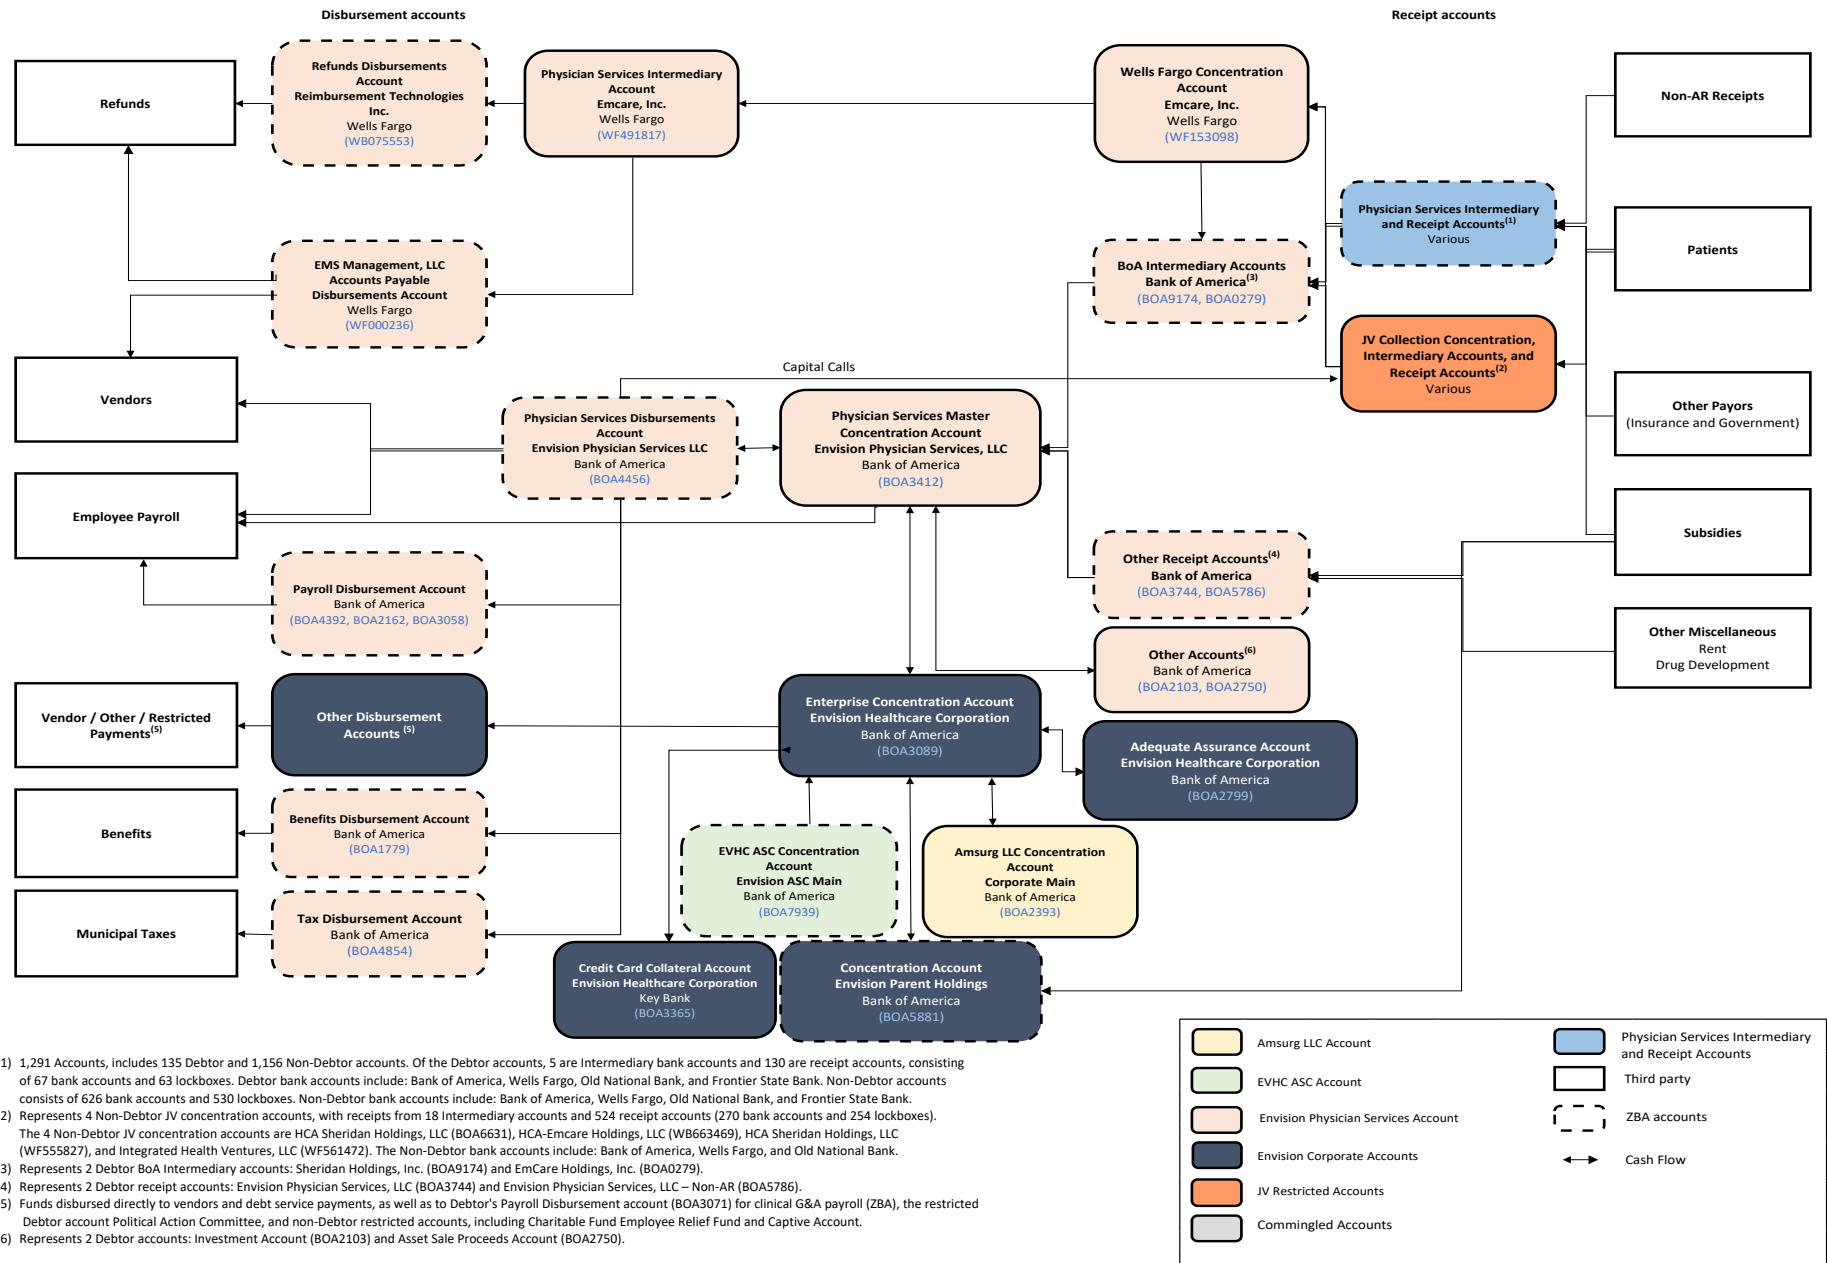 Disbursement accounts
Receipt accounts
Refunds
Refunds Disbursements
Account
Reimbursement Technologies
Inc.
Wells Fargo
(WB075553)
Physician Services Intermediary
Account
Emcare, Inc.
Wells Fargo
(WF491817)
Wells Fargo Concentration
Account
Emcare, Inc.
Wells Fargo
(WF153098)
Non-AR Receipts
Physician Services Intermediary
and Receipt Accounts(1)
Various
Patients
EMS Management, LLC
Accounts Payable
Disbursements Account
Wells Fargo
(WF000236)
BoA Intermediary Accounts
Bank of America(3)
(BOA9174, BOA0279)
JV Collection Concentration,
Intermediary Accounts, and
Receipt Accounts(2)
Various
Capital Calls
Vendors
Other Payors
(Insurance and Government)
Physician Services Disbursements
Account
Envision Physician Services LLC
Bank of America
(BOA4456)
Physician Services Master
Concentration Account
Envision Physician Services, LLC
Bank of America
(BOA3412)
Employee Payroll
Subsidies
Other Receipt Accounts(4)
Bank of America
(BOA3744, BOA5786)
Payroll Disbursement Account
Bank of America
(BOA4392, BOA2162, BOA3058)
Other Accounts(6)
Bank of America
(BOA2103, BOA2750)
Other Miscellaneous
Rent
Drug Development
Vendor / Other / Restricted
Payments(5)
Other Disbursement
Accounts (5)
Enterprise Concentration Account
Envision Healthcare Corporation
Bank of America
(BOA3089)
Adequate Assurance Account
Envision Healthcare Corporation
Bank of America
(BOA2799)
Benefits
Benefits Disbursement Account
Bank of America
(BOA1779)
EVHC ASC Concentration
Account
Envision ASC Main
Bank of America
(BOA7939)
Amsurg LLC Concentration
Account
Corporate Main
Bank of America
(BOA2393)
Municipal Taxes
Tax Disbursement Account
Bank of America
(BOA4854)
Credit Card Collateral Account
Envision Healthcare Corporation
Key Bank
(BOA3365)
Concentration Account
Envision Parent Holdings
Bank of America
(BOA5881)
1) 1,291 Accounts, includes 135 Debtor and 1,156 Non-Debtor accounts. Of the Debtor accounts, 5 are Intermediary bank accounts and 130 are receipt accounts, consisting
of 67 bank accounts and 63 lockboxes. Debtor bank accounts include: Bank of America, Wells Fargo, Old National Bank, and Frontier State Bank. Non-Debtor accounts
consists of 626 bank accounts and 530 lockboxes. Non-Debtor bank accounts include: Bank of America, Wells Fargo, Old National Bank, and Frontier State Bank.
2) Represents 4 Non-Debtor JV concentration accounts, with receipts from 18 Intermediary accounts and 524 receipt accounts (270 bank accounts and 254 lockboxes).
The 4 Non-Debtor JV concentration accounts are HCA Sheridan Holdings, LLC (BOA6631), HCA-Emcare Holdings, LLC (WB663469), HCA Sheridan Holdings, LLC
(WF555827), and Integrated Health Ventures, LLC (WF561472). The Non-Debtor bank accounts include: Bank of America, Wells Fargo, and Old National Bank.
3) Represents 2 Debtor BoA Intermediary accounts: Sheridan Holdings, Inc. (BOA9174) and EmCare Holdings, Inc. (BOA0279).
4) Represents 2 Debtor receipt accounts: Envision Physician Services, LLC (BOA3744) and Envision Physician Services, LLC – Non-AR (BOA5786).
5) Funds disbursed directly to vendors and debt service payments, as well as to Debtor's Payroll Disbursement account (BOA3071) for clinical G&A payroll (ZBA), the restricted
Debtor account Political Action Committee, and non-Debtor restricted accounts, including Charitable Fund Employee Relief Fund and Captive Account.
6) Represents 2 Debtor accounts: Investment Account (BOA2103) and Asset Sale Proceeds Account (BOA2750).
Amsurg LLC Account
EVHC ASC Account
Envision Physician Services Account
Envision Corporate Accounts
JV Restricted Accounts
Commingled Accounts
Physician Services Intermediary
and Receipt Accounts
Third party
ZBA accounts
Cash Flow